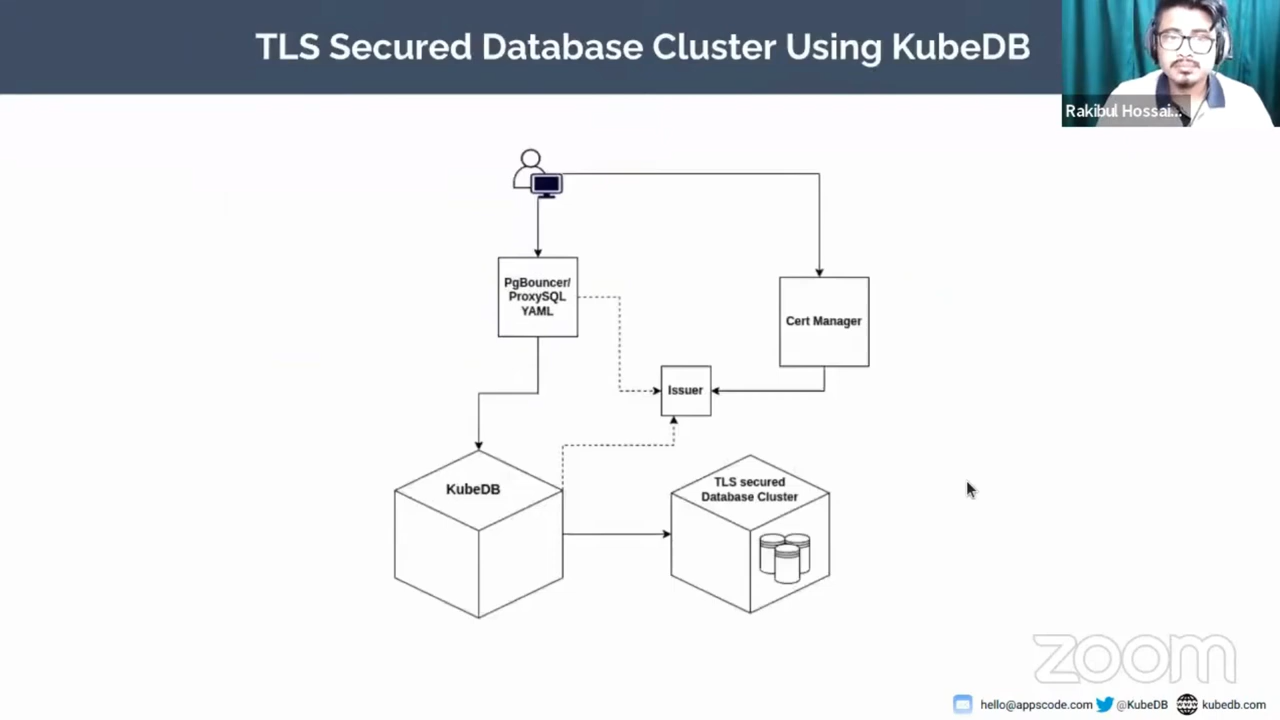 TLS Secured Database Cluster Using KubeDB
Rakibul Hossai...
PgBouncer/
ProxySQL
YAML
Cert Manager
Issuer
KubeDB
TLS secured
Database Cluster
zoom
hello@appscode.com @KubeDB kubedb.com